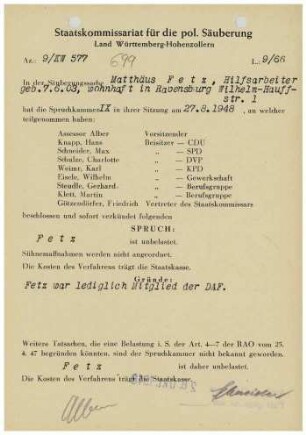 Staatskommissariat für die pol. Säuberung
Land Württemberg-Hohenzollern
Az.: 9/KW 577
699
L.: 9/66
In der Säuberungssache Matthäus Fetz, Hilfsarbeiter
geb.7.6.03, wohnhaft in Ravensburg Wilhelm-Hauff-
str. 1
hat die Spruchkammer IX in ihrer Sitzung am 27.8.1948, an welcher
teilgenommen haben:
Assessor Alber Vorsitzender
Knapp, Hans Beisitzer — CDU
Schneider, Max „ — SPD
Schulze, Charlotte „ — DVP
Weimar, Karl „ — KPD
Eisele, Wilhelm „ — Gewerkschaft
Steudle, Gerhard „ — Berufsgruppe
Klett, Martin „ — Berufsgruppe
Götzendörfer, Friedrich Vertreter des Staatskommissars
beschlossen und sofort verkündet folgenden
SPRUCH:
Fetz
ist unbelastet.
Sühnemaßnahmen werden nicht angeordnet.
Die Kosten des Verfahrens trägt die Staatskasse.
Gründe:
Fetz war lediglich Mitglied der DAF.
Weitere Tatsachen, die eine Belastung i. S. der Art. 4—7 der RAO vom 25.
4. 47 begründen könnten, sind der Spruchkammer nicht bekannt geworden.
Fetz ist daher unbelastet.
Die Kosten des Verfahrens trägt die Staatskasse.
Alber